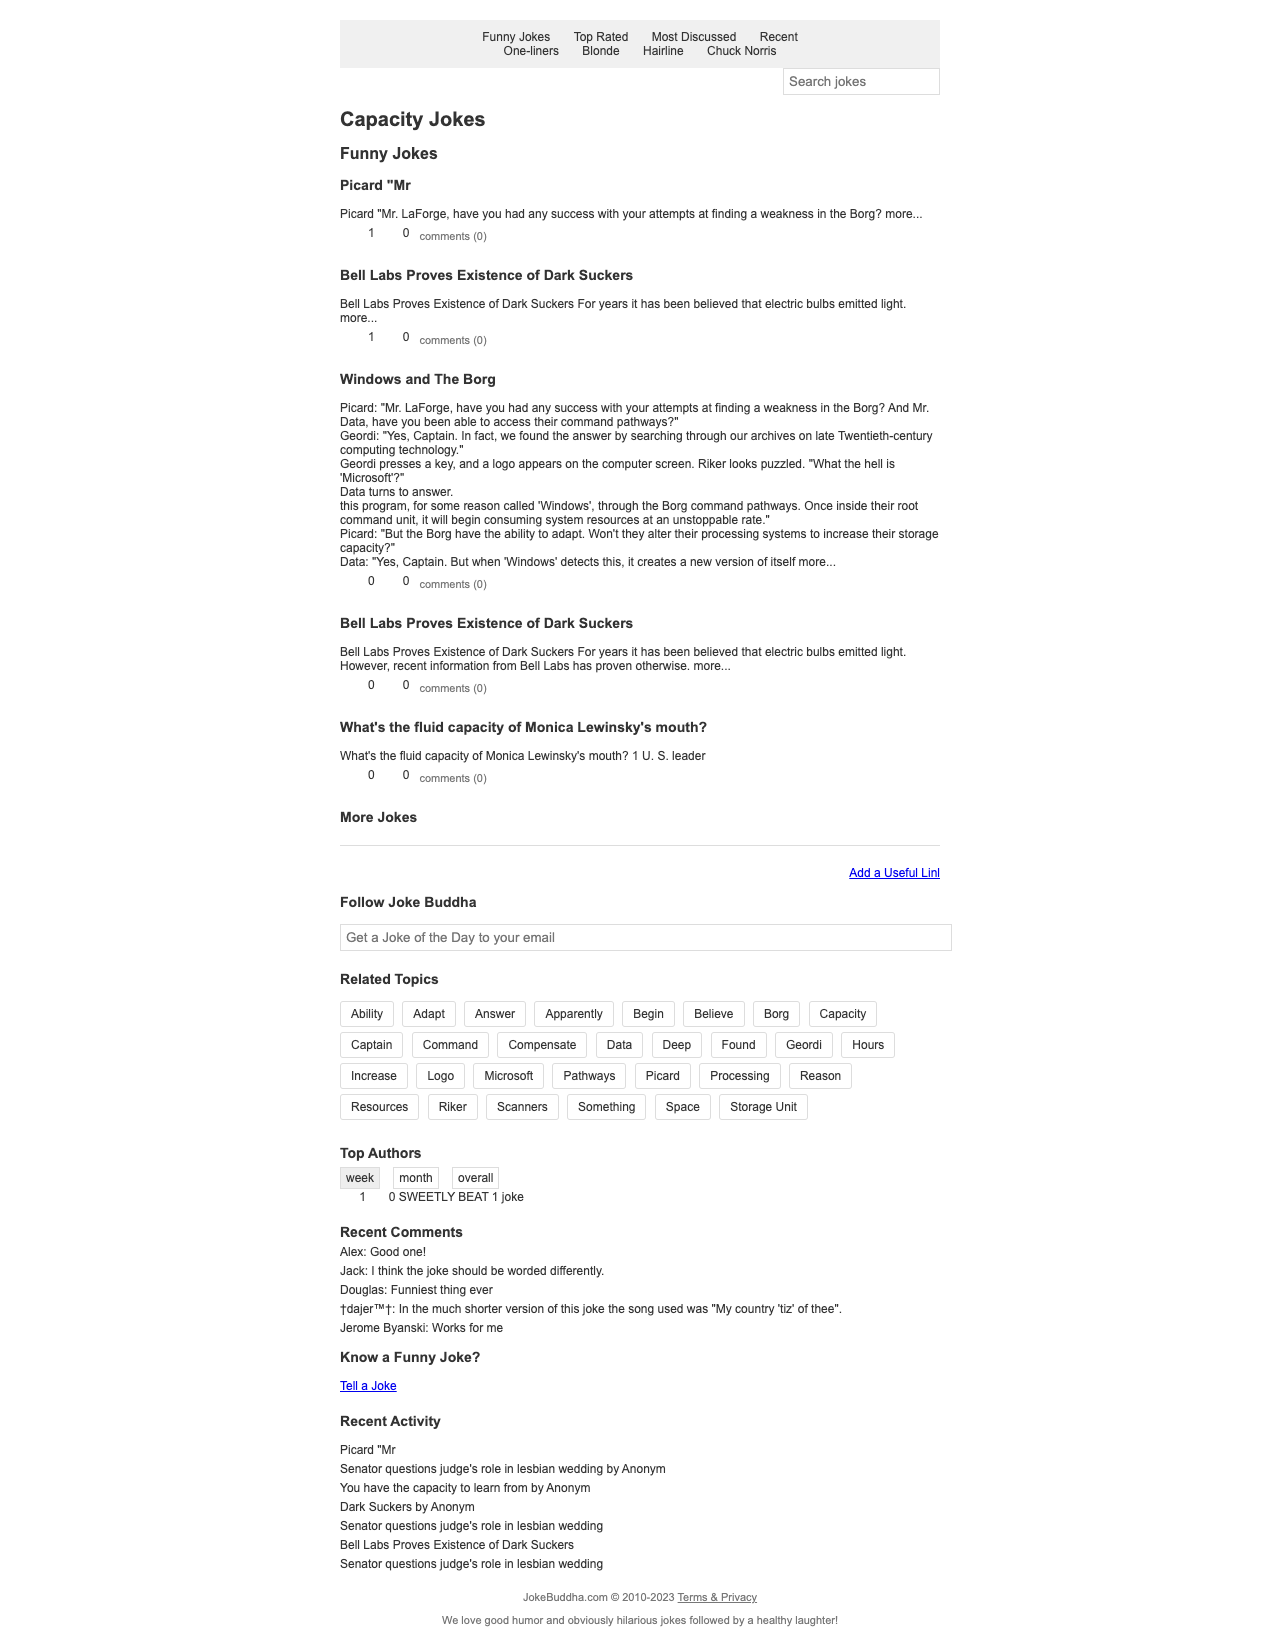 Funny Jokes Top Rated Most Discussed Recent
One-liners Blonde Hairline Chuck Norris
Search jokes
Capacity Jokes
Funny Jokes
Picard "Mr
Picard "Mr. LaForge, have you had any success with your attempts at finding a weakness in the Borg? more...
1 0 comments (0)
Bell Labs Proves Existence of Dark Suckers
Bell Labs Proves Existence of Dark Suckers For years it has been believed that electric bulbs emitted light.
more...
1 0 comments (0)
Windows and The Borg
Picard: "Mr. LaForge, have you had any success with your attempts at finding a weakness in the Borg? And Mr.
Data, have you been able to access their command pathways?"
Geordi: "Yes, Captain. In fact, we found the answer by searching through our archives on late Twentieth-century
computing technology."
Geordi presses a key, and a logo appears on the computer screen. Riker looks puzzled. "What the hell is
'Microsoft'?"
Data turns to answer.
this program, for some reason called 'Windows', through the Borg command pathways. Once inside their root
command unit, it will begin consuming system resources at an unstoppable rate."
Picard: "But the Borg have the ability to adapt. Won't they alter their processing systems to increase their storage
capacity?"
Data: "Yes, Captain. But when 'Windows' detects this, it creates a new version of itself more...
0 0 comments (0)
Bell Labs Proves Existence of Dark Suckers
Bell Labs Proves Existence of Dark Suckers For years it has been believed that electric bulbs emitted light.
However, recent information from Bell Labs has proven otherwise. more...
0 0 comments (0)
What's the fluid capacity of Monica Lewinsky's mouth?
What's the fluid capacity of Monica Lewinsky's mouth? 1 U. S. leader
0 0 comments (0)
More Jokes
Add a Useful Linl
Follow Joke Buddha
Get a Joke of the Day to your email
Related Topics
Ability Adapt Answer Apparently Begin Believe Borg Capacity
Captain Command Compensate Data Deep Found Geordi Hours
Increase Logo Microsoft Pathways Picard Processing Reason
Resources Riker Scanners Something Space Storage Unit
Top Authors
week month overall
1 0 SWEETLY BEAT 1 joke
Recent Comments
Alex: Good one!
Jack: I think the joke should be worded differently.
Douglas: Funniest thing ever
†dajer™†: In the much shorter version of this joke the song used was "My country 'tiz' of thee".
Jerome Byanski: Works for me
Know a Funny Joke?
Tell a Joke
Recent Activity
Picard "Mr
Senator questions judge's role in lesbian wedding by Anonym
You have the capacity to learn from by Anonym
Dark Suckers by Anonym
Senator questions judge's role in lesbian wedding
Bell Labs Proves Existence of Dark Suckers
Senator questions judge's role in lesbian wedding
JokeBuddha.com © 2010-2023 Terms & Privacy
We love good humor and obviously hilarious jokes followed by a healthy laughter!